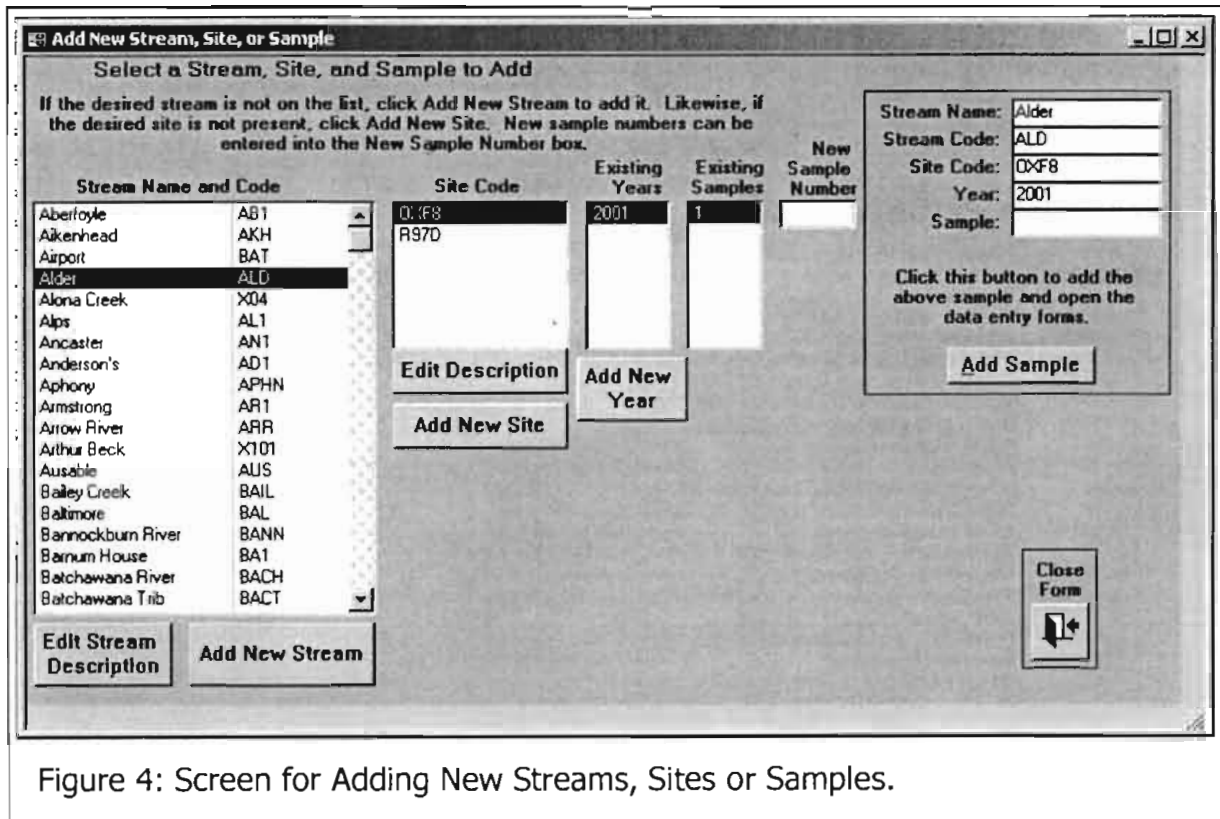 Add New Stream, Site, or Sample
Select a Stream, Site, and Sample to Add
If the desired stream is not on the list, click Add New Stream to add it. Likewise, if
the desired site is not present, click Add New Site. New sample numbers can be
entered into the New Sample Number box.
Stream Name and Code
Aberfoyle AB1
Aikenhead AKH
Airport BAT
Alder ALD
Alona Creek X04
Alps AL1
Ancaster AN1
Anderson's AD1
Aphony APHN
Armstrong AR1
Arrow River ARR
Arthur Beck X101
Ausable AUS
Bailey Creek BAIL
Baltimore BAL
Bannockburn River BANN
Barnum House BA1
Batchawana River BACH
Batchawana Trib BACT
Edit Stream
Description
Add New Stream
Site Code
OXF8
R97D
Edit Description
Add New Site
Existing
Years
2001
Add New
Year
Existing
Samples
1
New
Sample
Number
Stream Name: Alder
Stream Code: ALD
Site Code: OXF8
Year: 2001
Sample:
Click this button to add the
above sample and open the
data entry forms.
Add Sample
Close
Form
Figure 4: Screen for Adding New Streams, Sites or Samples.